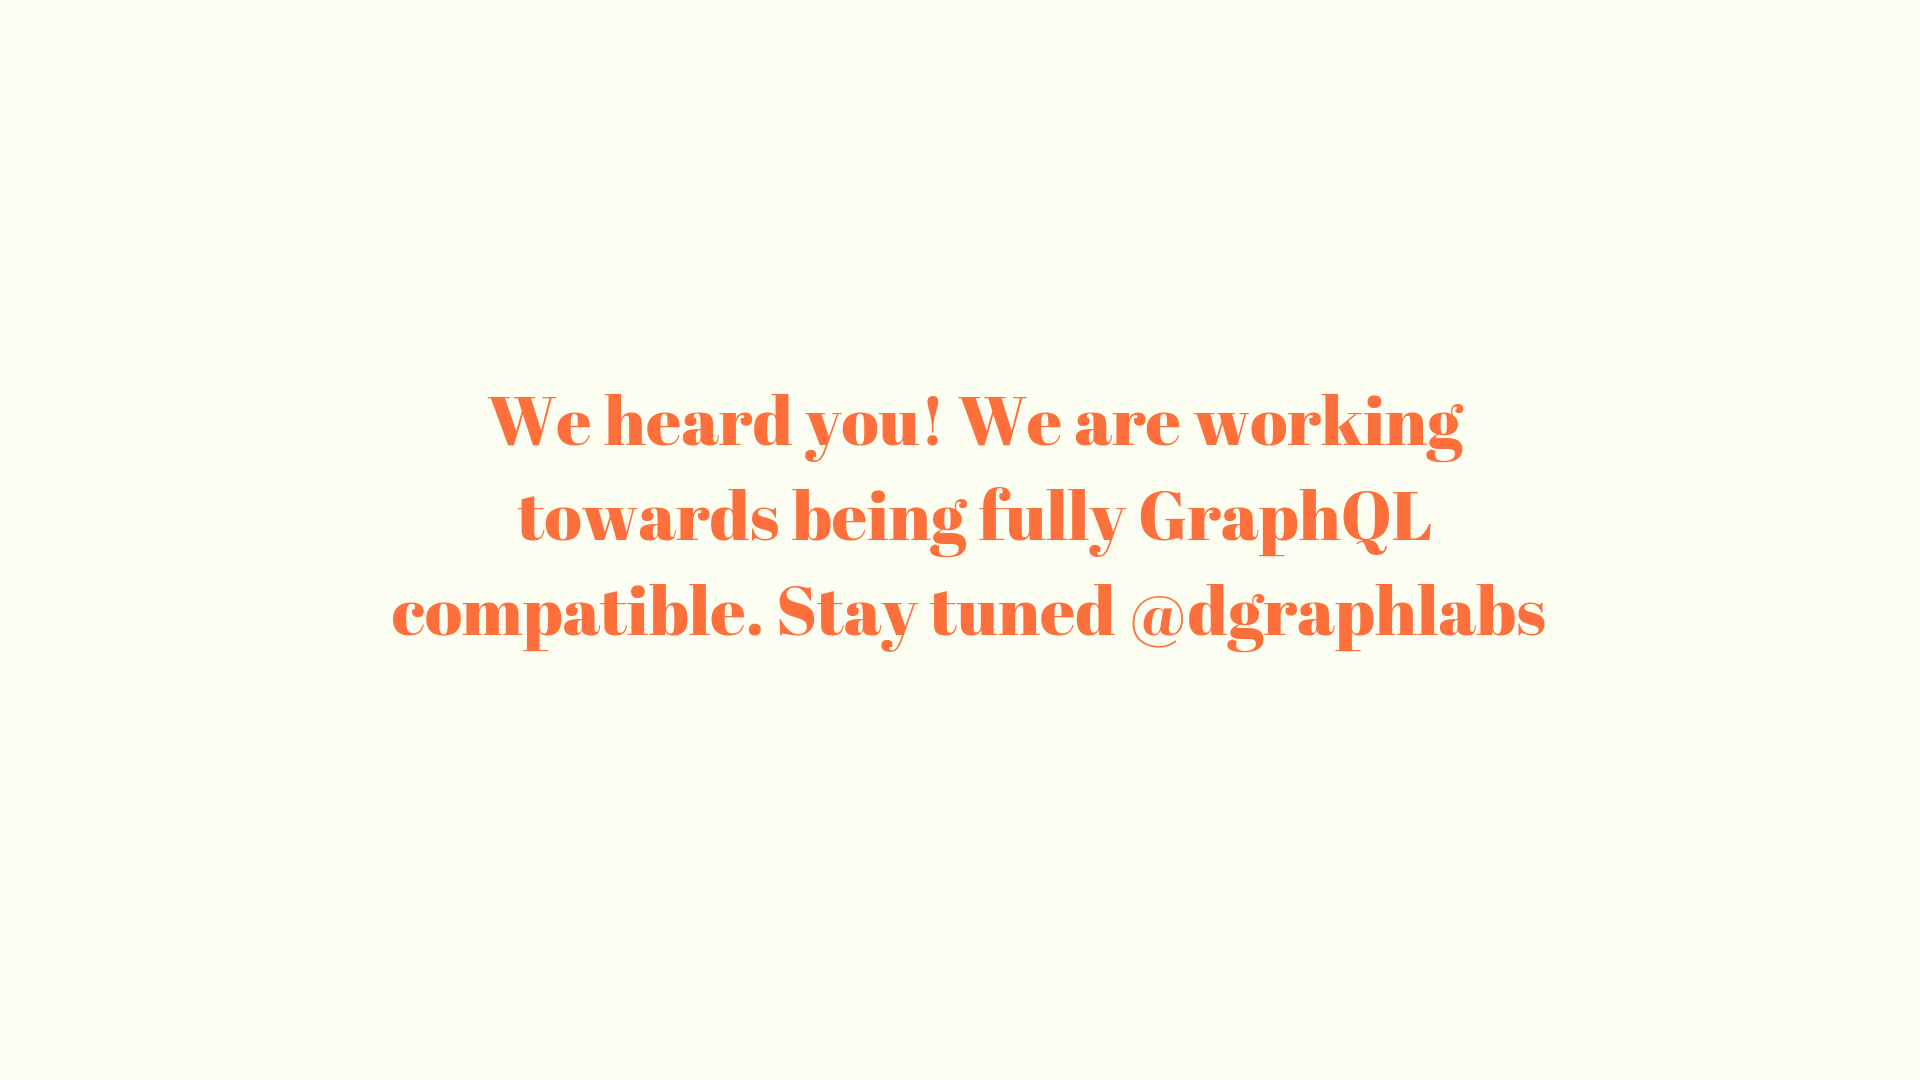 We heard you! We are working
towards being fully GraphQL
compatible. Stay tuned @dgraphlabs